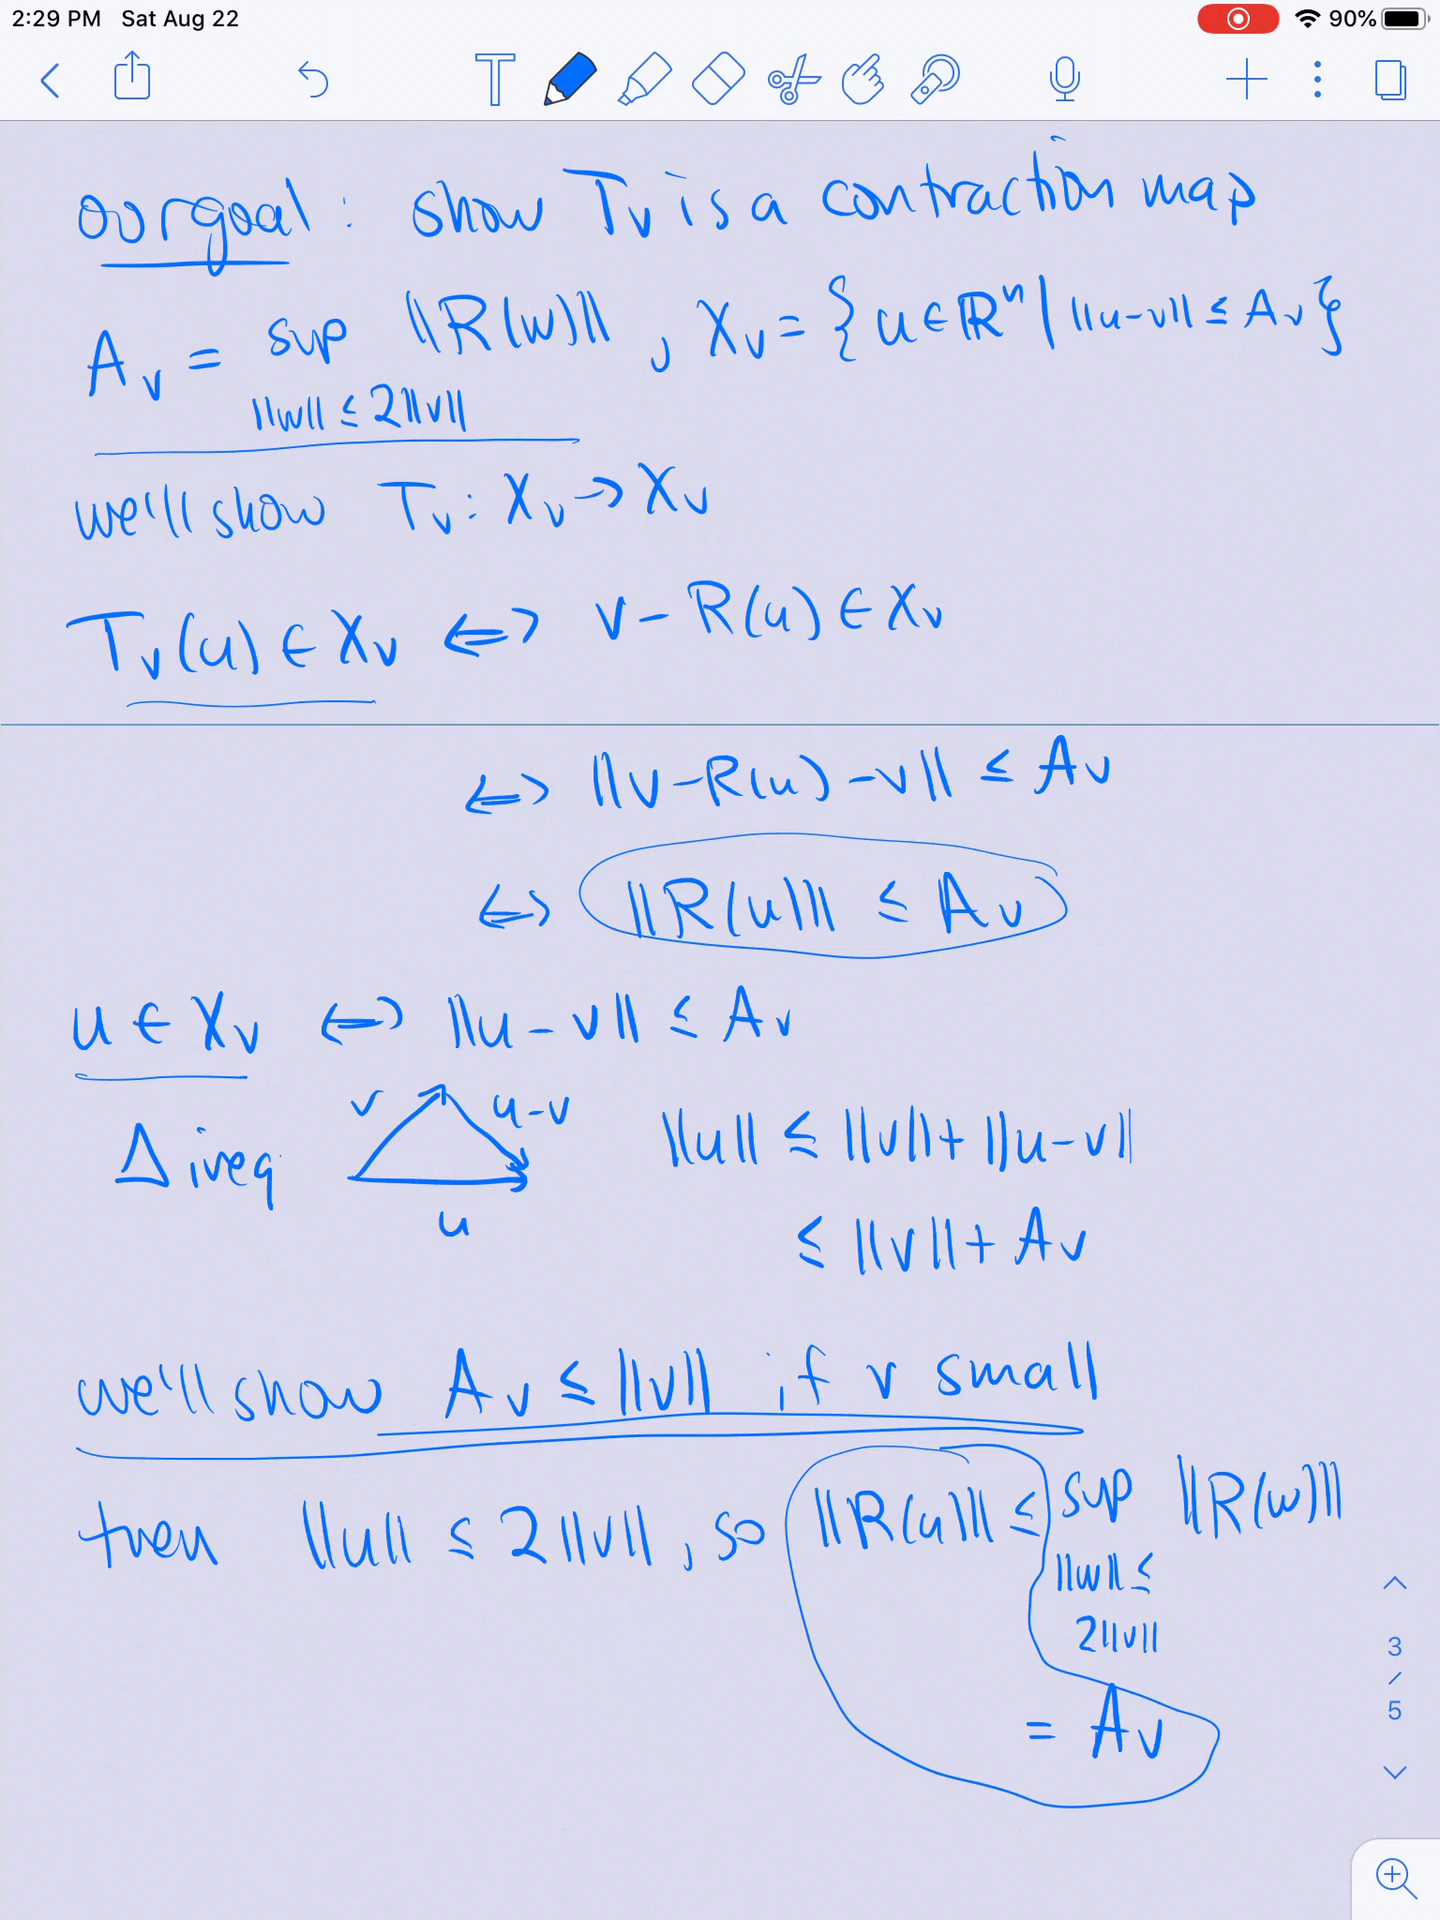 2:29 PM Sat Aug 22 90%
our goal: show Tv is a contraction map
Av = sup ||R(w)||, Xv = {u∈ℝⁿ | ||u-v|| ≤ Av}
||w|| ≤ 2||v||
we'll show Tv: Xv → Xv
Tv(u) ∈ Xv ⟺ v - R(u) ∈ Xv
⟺ ||v - R(u) - v|| ≤ Av
⟺ ||R(u)|| ≤ Av
u ∈ Xv ⟺ ||u - v|| ≤ Av
Δ ineq v u-v u ||u|| ≤ ||v|| + ||u-v||
≤ ||v|| + Av
we'll show Av ≤ ||v|| if v small
then ||u|| ≤ 2||v||, so ||R(u)|| ≤ sup ||R(w)||
||w|| ≤
2||v||
= Av
3
/
5